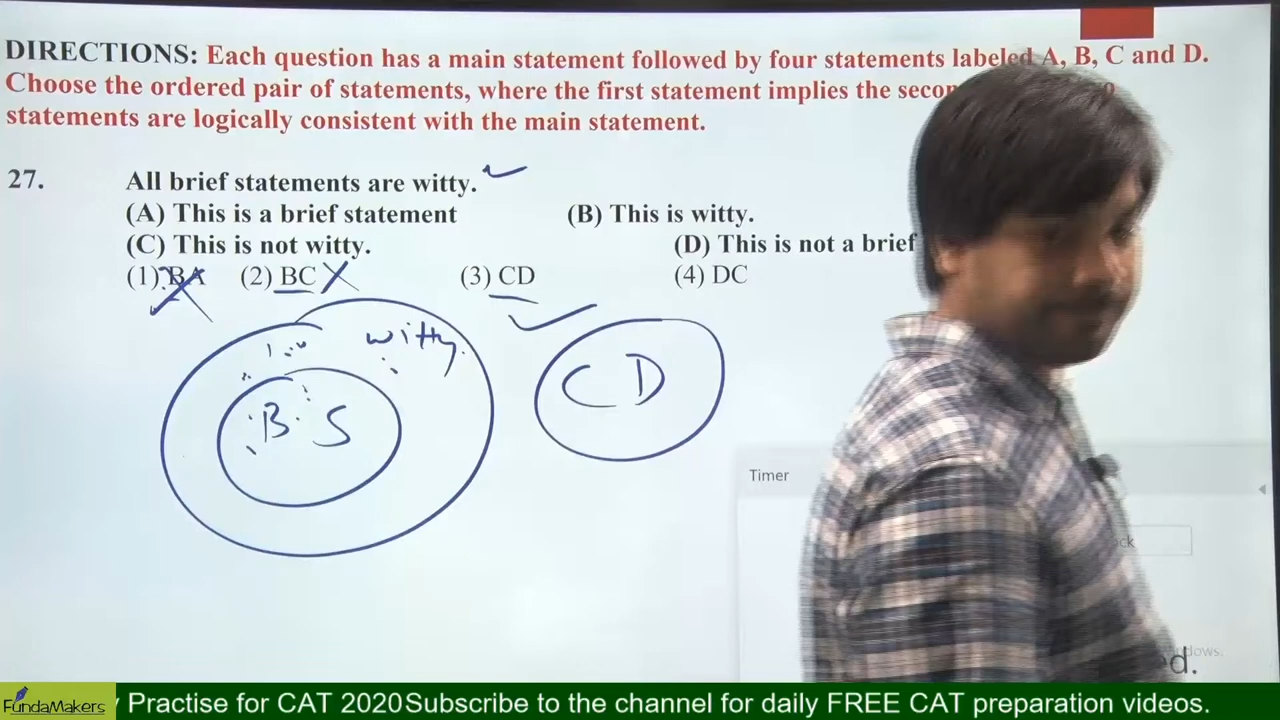 DIRECTIONS: Each question has a main statement followed by four statements labeled A, B, C and D.
Choose the ordered pair of statements, where the first statement implies the
statements are logically consistent with the main statement.
27. All brief statements are witty.
(A) This is a brief statement (B) This is witty.
(C) This is not witty. (D) This is not a brief
(1) BA (2) BC (3) CD (4) DC
witty.
B.S
C D
Timer
FundaMakers
Practise for CAT 2020Subscribe to the channel for daily FREE CAT preparation videos.